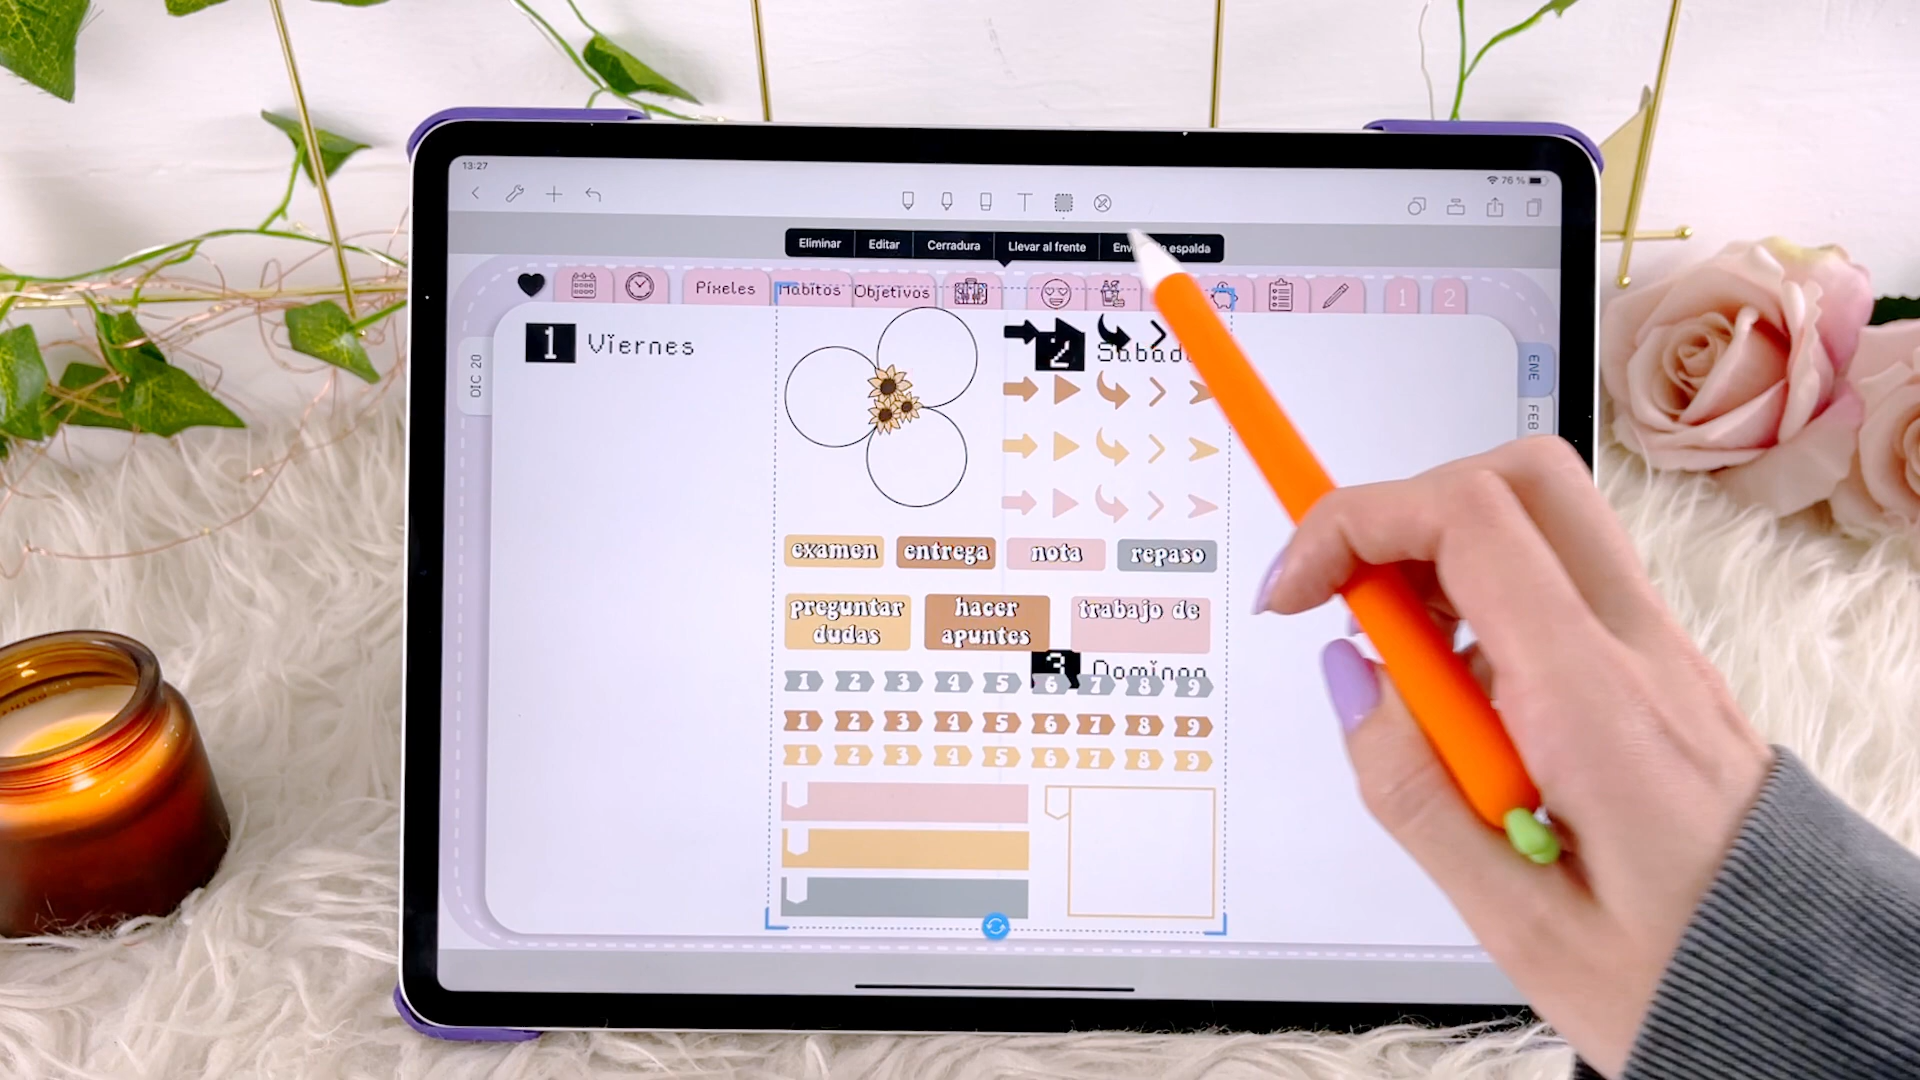 13:27
76 %
Eliminar Editar Cerradura Llevar al frente espalda
Píxeles Hábitos Objetivos
1 2
DIC 20
ENE
FEB
1 Viernes
2
examen entrega nota repaso
preguntar dudas
hacer apuntes
trabajo de
3 Domingo
1 2 3 4 5 6 7 8 9
1 2 3 4 5 6 7 8 9
1 2 3 4 5 6 7 8 9